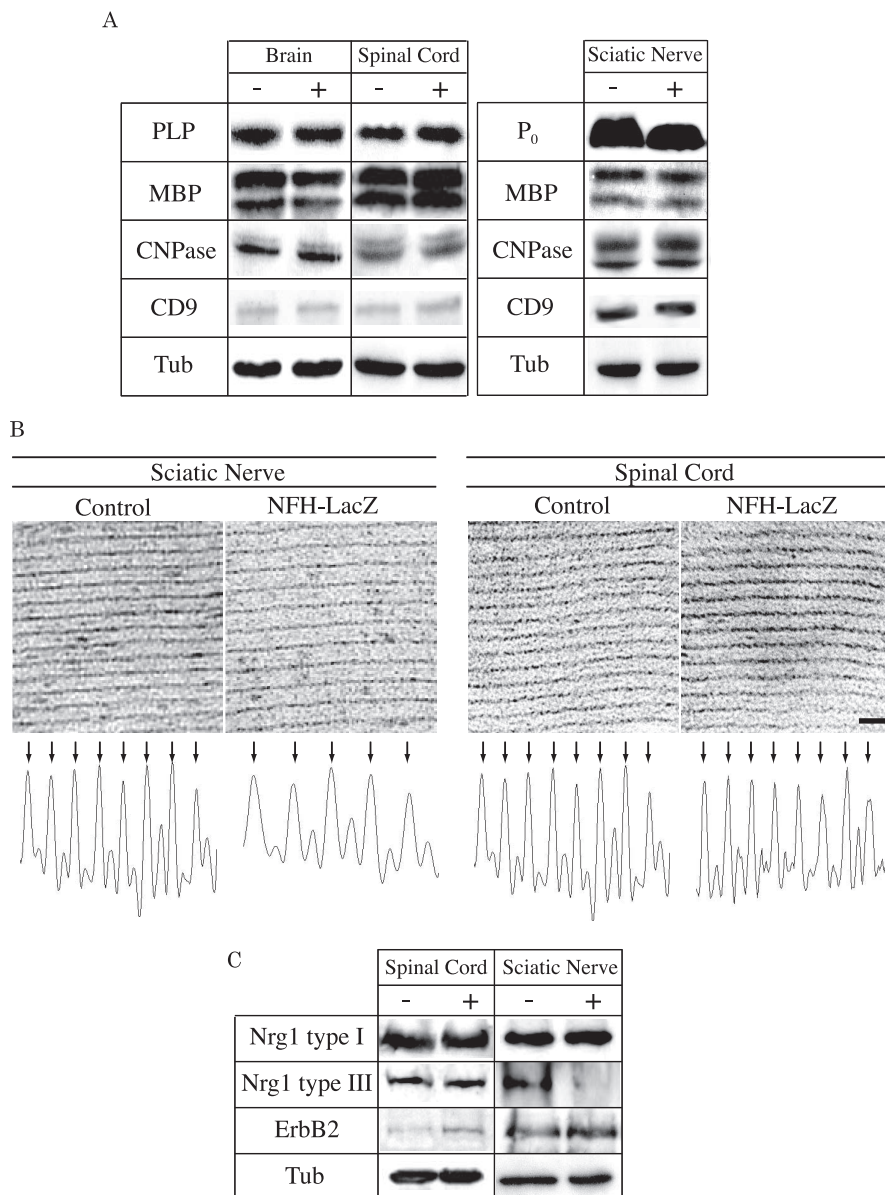 A
Brain Spinal Cord Sciatic Nerve
- + - + - +
PLP P0
MBP MBP
CNPase CNPase
CD9 CD9
Tub Tub
B
Sciatic Nerve Spinal Cord
Control NFH-LacZ Control NFH-LacZ
C
Spinal Cord Sciatic Nerve
- + - +
Nrg1 type I
Nrg1 type III
ErbB2
Tub